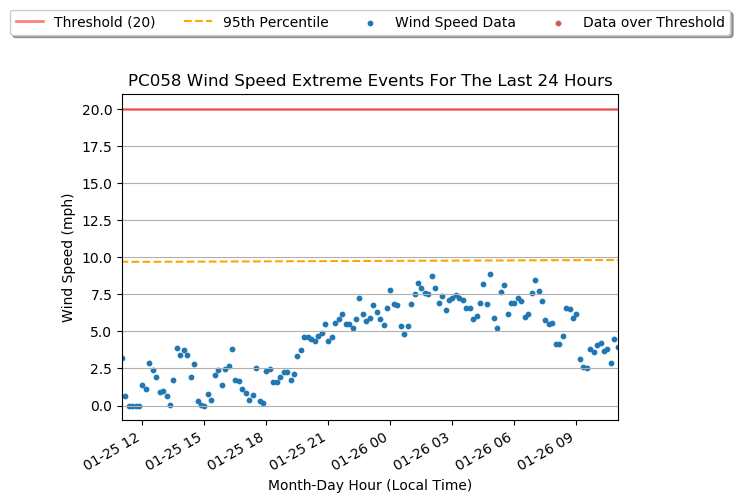 Threshold (20) 95th Percentile Wind Speed Data Data over Threshold
PC058 Wind Speed Extreme Events For The Last 24 Hours
20.0
17.5
15.0
12.5
10.0
7.5
5.0
2.5
0.0
Wind Speed (mph)
01-25 12 01-25 15 01-25 18 01-25 21 01-26 00 01-26 03 01-26 06 01-26 09
Month-Day Hour (Local Time)